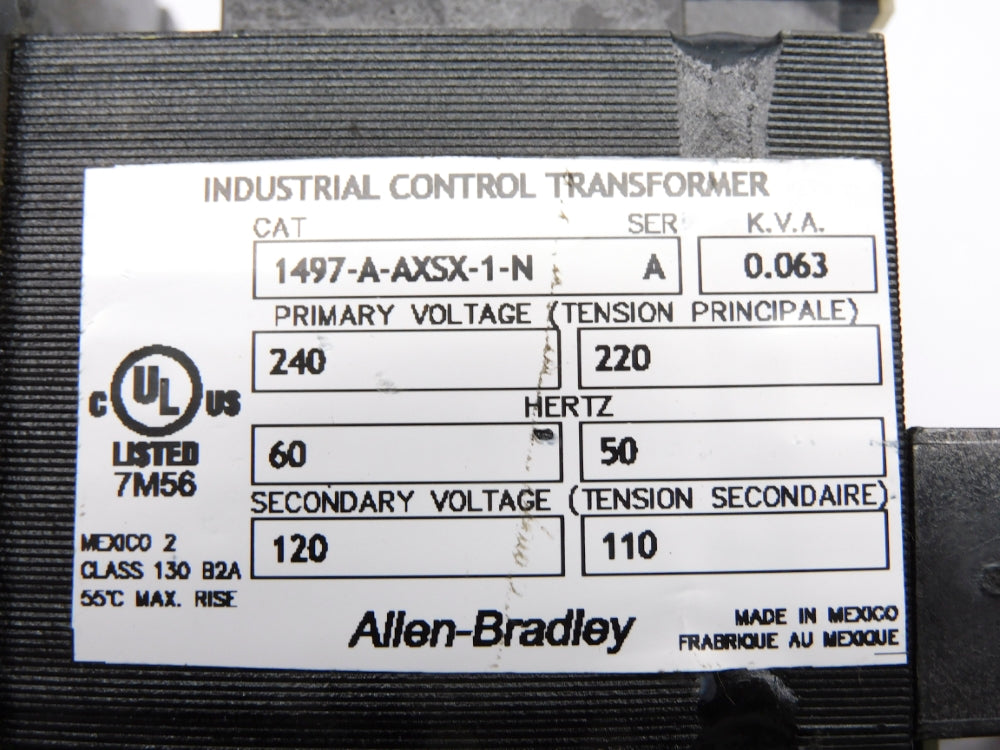 INDUSTRIAL CONTROL TRANSFORMER
CAT SER K.V.A.
1497-A-AXSX-1-N A 0.063
PRIMARY VOLTAGE (TENSION PRINCIPALE)
240 220
HERTZ
60 50
SECONDARY VOLTAGE (TENSION SECONDAIRE)
120 110
C UL US
LISTED
7M56
MEXICO 2
CLASS 130 B2A
55°C MAX. RISE
Allen-Bradley
MADE IN MEXICO
FRABRIQUE AU MEXIQUE